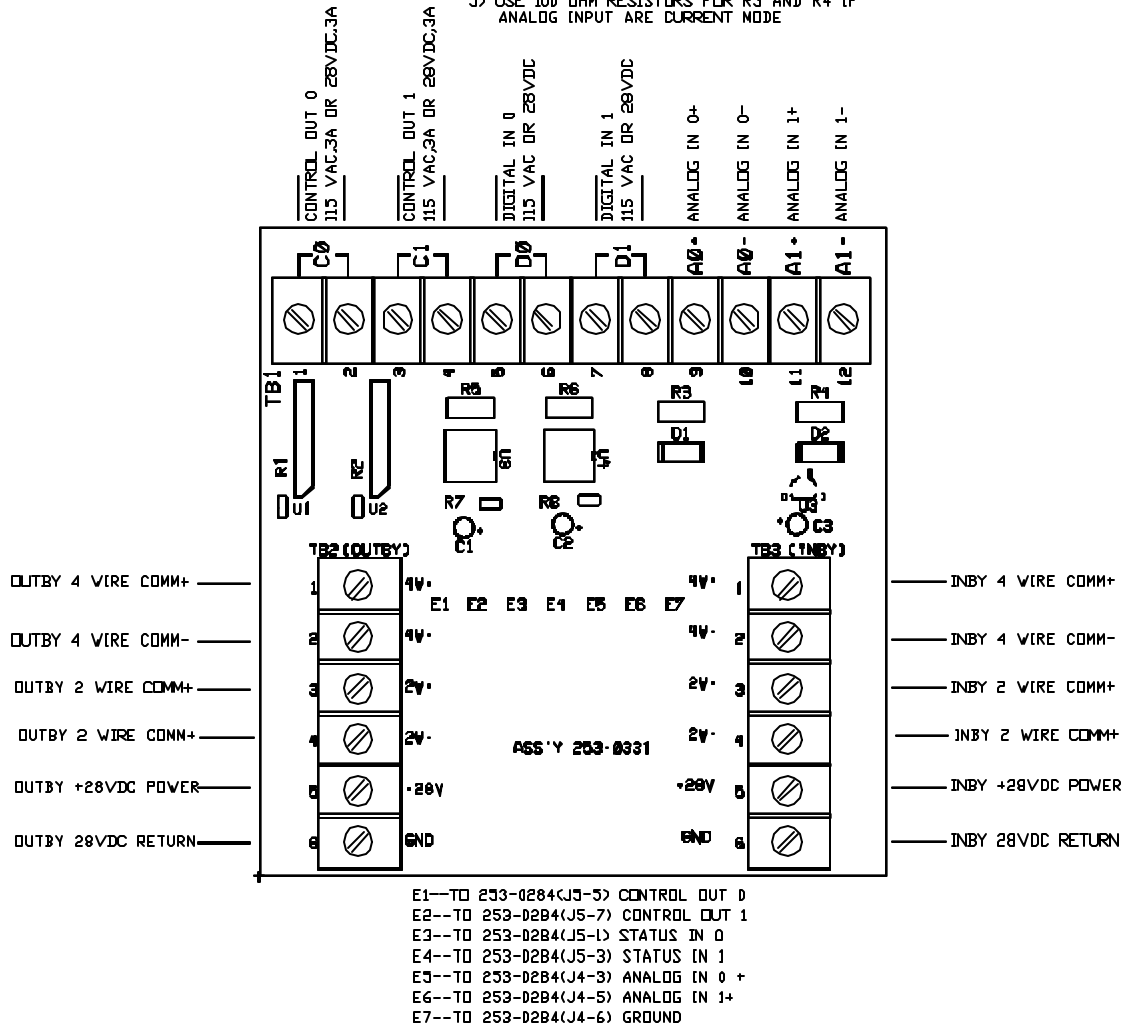 3) USE 100 OHM RESISTORS FOR R3 AND R4 IF
ANALOG INPUT ARE CURRENT MODE
CONTROL OUT 0
115 VAC,3A OR 28VDC,3A
CONTROL OUT 1
115 VAC,3A OR 28VDC,3A
DIGITAL IN 0
115 VAC OR 28VDC
DIGITAL IN 1
115 VAC OR 28VDC
ANALOG IN 0+
ANALOG IN 0-
ANALOG IN 1+
ANALOG IN 1-
C0 C1 D0 D1 A0+ A0- A1+ A1-
TB1 1 2 3 4 5 6 7 8 9 10 11 12
R5 R6 R3 R4
D1 D2
R1 R2 U3 U4
U1 U2 R7 R8
C1 C2 C3
TB2 (OUTBY) TB3 (INBY)
OUTBY 4 WIRE COMM+ 1 4W+ 4W- 1 INBY 4 WIRE COMM+
E1 E2 E3 E4 E5 E6 E7
OUTBY 4 WIRE COMM- 2 4W- 4W- 2 INBY 4 WIRE COMM-
OUTBY 2 WIRE COMM+ 3 2W+ 2W+ 3 INBY 2 WIRE COMM+
OUTBY 2 WIRE CONN+ 4 2W- 2W- 4 INBY 2 WIRE COMM+
ASS'Y 253-0331
OUTBY +28VDC POWER 5 +28V +28V 5 INBY +28VDC POWER
OUTBY 28VDC RETURN 6 GND GND 6 INBY 28VDC RETURN
E1--TO 253-0284(J5-5) CONTROL OUT 0
E2--TO 253-0284(J5-7) CONTROL OUT 1
E3--TO 253-0284(J5-1) STATUS IN 0
E4--TO 253-0284(J5-3) STATUS IN 1
E5--TO 253-0284(J4-3) ANALOG IN 0 +
E6--TO 253-0284(J4-5) ANALOG IN 1+
E7--TO 253-0284(J4-6) GROUND